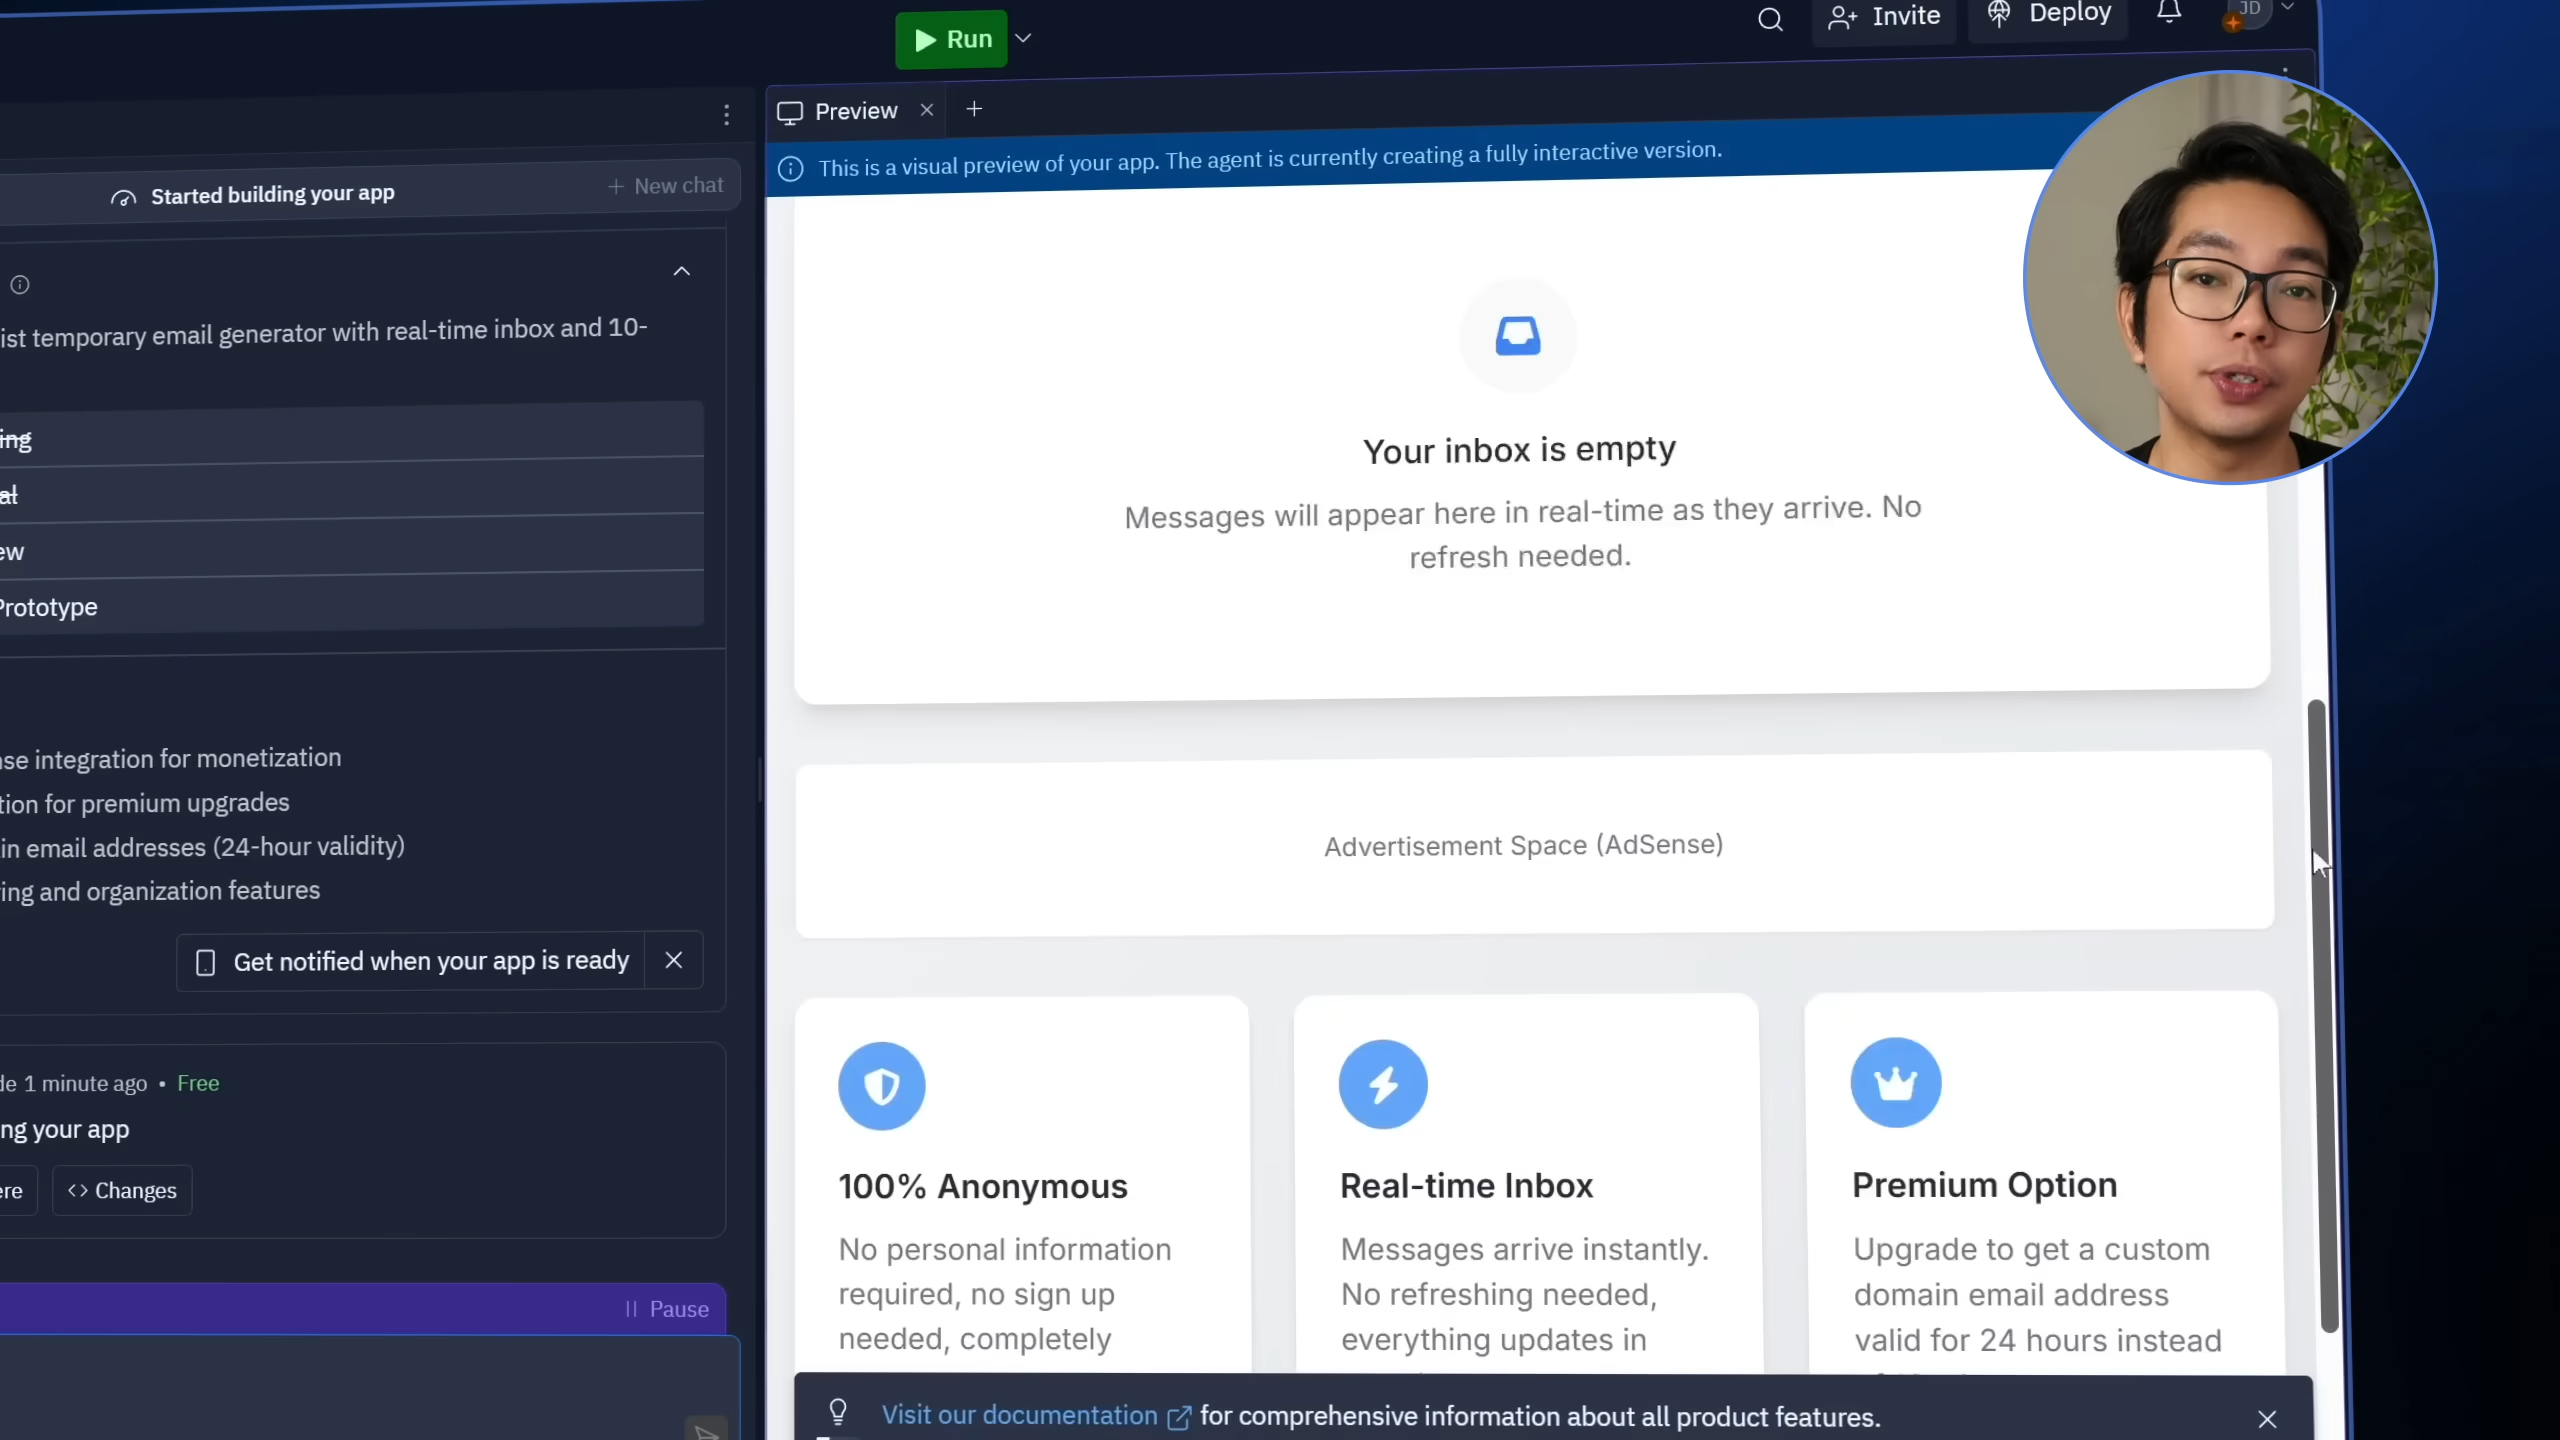 Run
Invite
Deploy
JD
Preview
This is a visual preview of your app. The agent is currently creating a fully interactive version.
Started building your app
New chat
ist temporary email generator with real-time inbox and 10-
ing
al
ew
Prototype
nse integration for monetization
tion for premium upgrades
in email addresses (24-hour validity)
ring and organization features
Get notified when your app is ready
de 1 minute ago • Free
ng your app
ere
Changes
Pause
Your inbox is empty
Messages will appear here in real-time as they arrive. No
refresh needed.
Advertisement Space (AdSense)
100% Anonymous
No personal information
required, no sign up
needed, completely
Real-time Inbox
Messages arrive instantly.
No refreshing needed,
everything updates in
Premium Option
Upgrade to get a custom
domain email address
valid for 24 hours instead
Visit our documentation for comprehensive information about all product features.